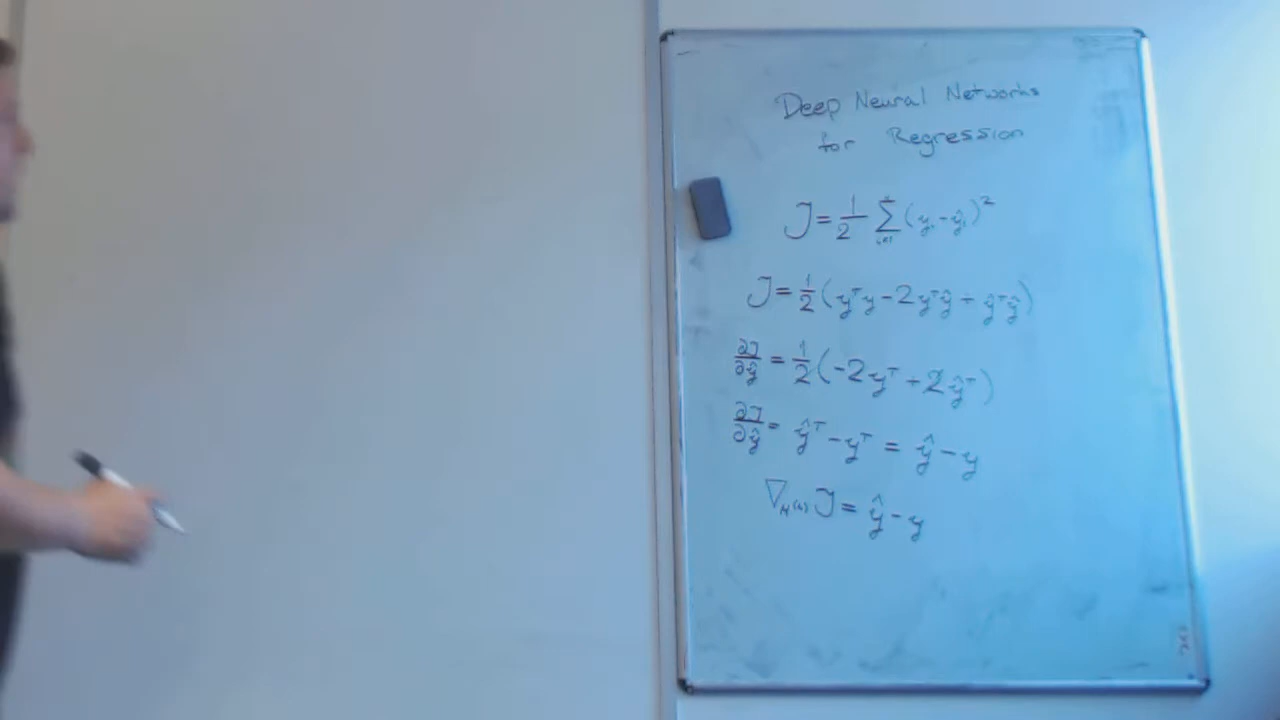 Deep Neural Networks
for Regression
J = 1/2 Σ (yᵢ - ŷᵢ)²
J = 1/2 (yᵀy - 2yᵀŷ + ŷᵀŷ)
∂J/∂ŷ = 1/2 (-2yᵀ + 2ŷᵀ)
∂J/∂ŷ = ŷᵀ - yᵀ = ŷ - y
J = ŷ - y